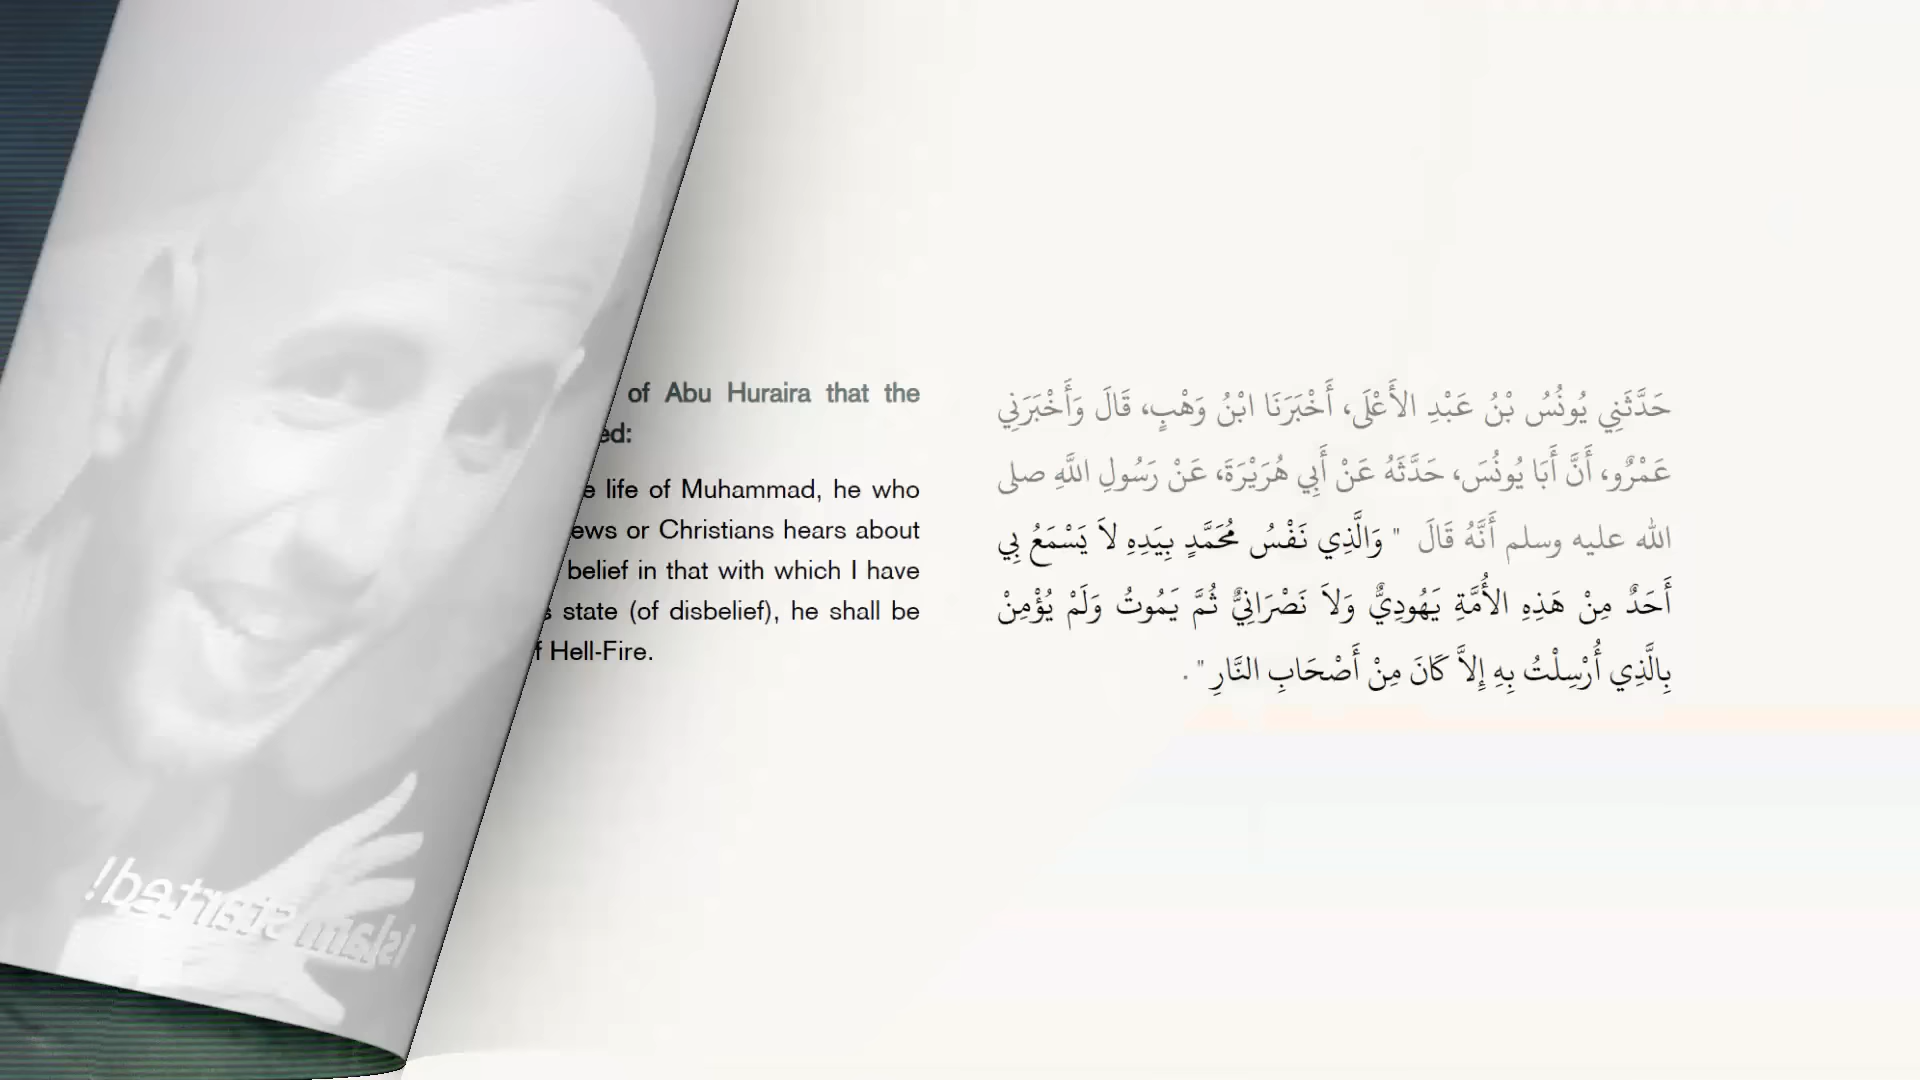 of Abu Huraira that the
ed:
life of Muhammad, he who
ews or Christians hears about
belief in that with which I have
state (of disbelief), he shall be
f Hell-Fire.
حَدَّثَنِي يُونُسُ بْنُ عَبْدِ الأَعْلَى، أَخْبَرَنَا ابْنُ وَهْبٍ، قَالَ وَأَخْبَرَنِي
عَمْرٌو، أَنَّ أَبَا يُونُسَ، حَدَّثَهُ عَنْ أَبِي هُرَيْرَةَ، عَنْ رَسُولِ اللَّهِ صلى
الله عليه وسلم أَنَّهُ قَالَ " وَالَّذِي نَفْسُ مُحَمَّدٍ بِيَدِهِ لاَ يَسْمَعُ بِي
أَحَدٌ مِنْ هَذِهِ الأُمَّةِ يَهُودِيٌّ وَلاَ نَصْرَانِيٌّ ثُمَّ يَمُوتُ وَلَمْ يُؤْمِنْ
بِالَّذِي أُرْسِلْتُ بِهِ إِلاَّ كَانَ مِنْ أَصْحَابِ النَّارِ " .
Islam started!